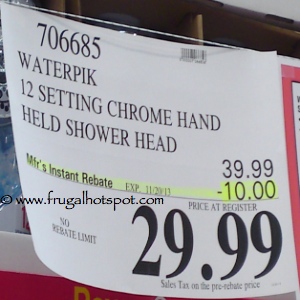 706685
WATERPIK
12 SETTING CHROME HAND
HELD SHOWER HEAD
39.99
Mfr's Instant Rebate EXP. 11/20/13 -10.00
www.frugalhotspot.com
PRICE AT REGISTER
NO
REBATE LIMIT
29.99
Sales Tax on the pre-rebate price